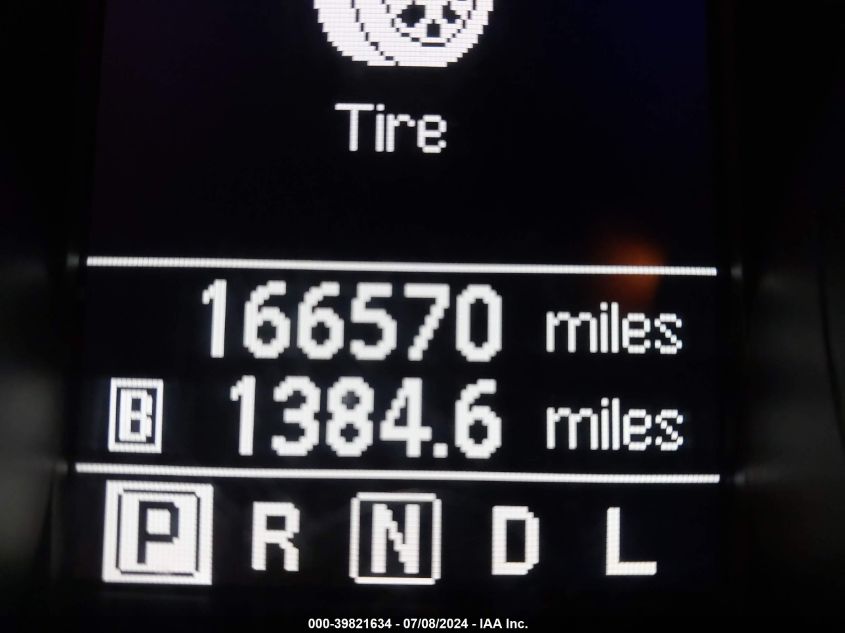 Tire
166570 miles
B 1384.6 miles
P R N D L
000-39821634 - 07/08/2024 - IAA Inc.